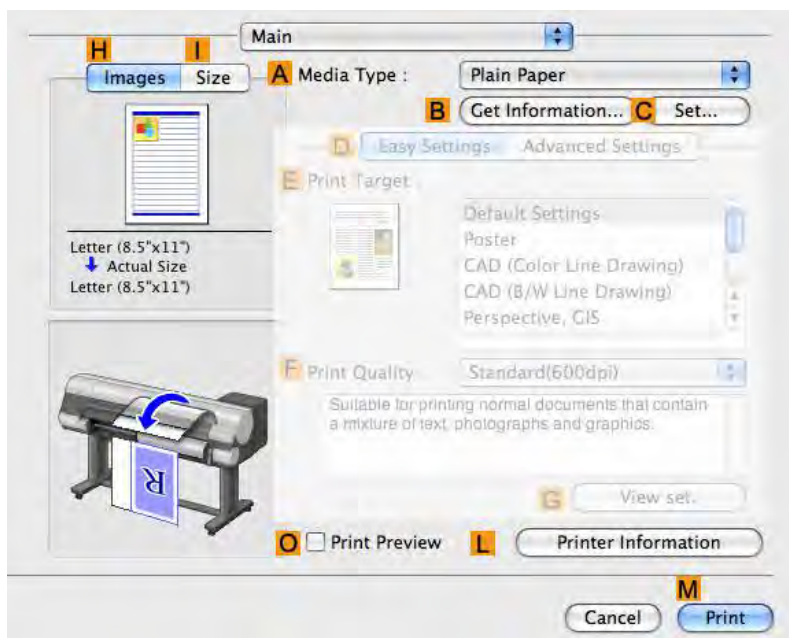 Main
H I
Images Size
A Media Type : Plain Paper
B Get Information... C Set...
D Easy Settings Advanced Settings
E Print Target
Default Settings
Poster
CAD (Color Line Drawing)
CAD (B/W Line Drawing)
Perspective, GIS
Letter (8.5"x11")
Actual Size
Letter (8.5"x11")
F Print Quality Standard(600dpi)
Suitable for printing normal documents that contain
a mixture of text, photographs and graphics.
R
G View set.
O Print Preview L Printer Information
M
Cancel Print